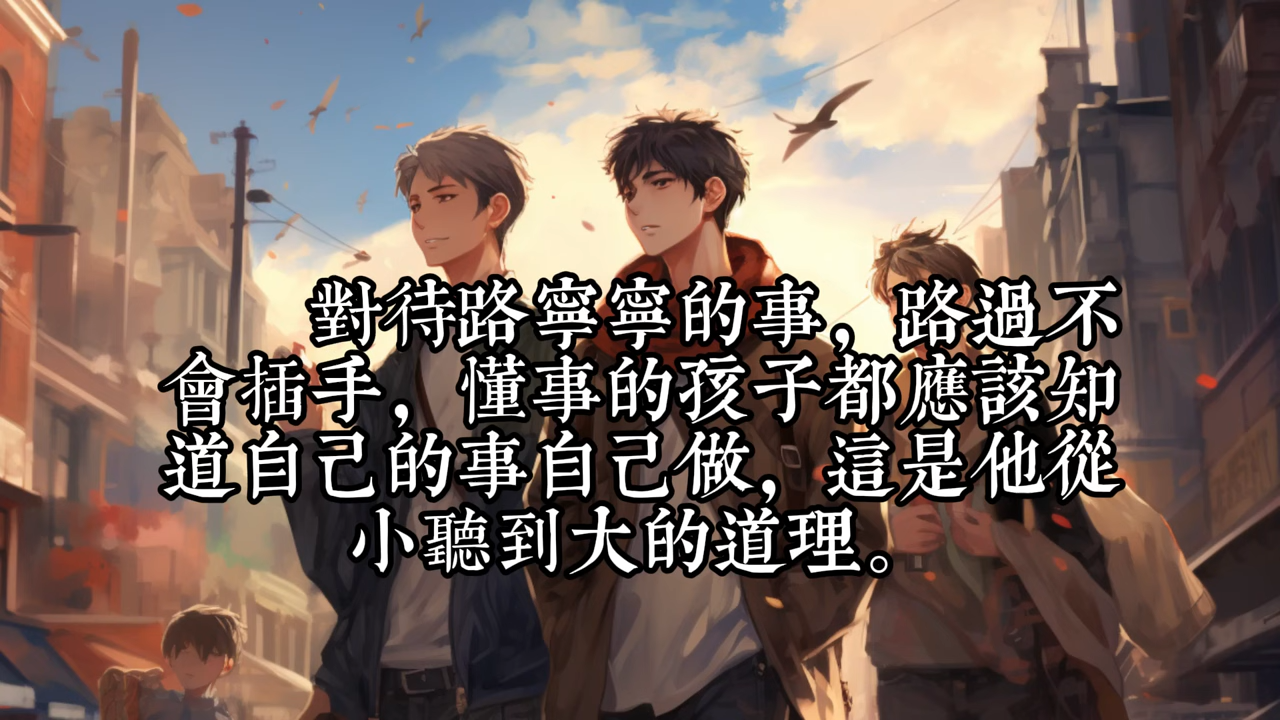 對待路寧寧的事，路過不
會插手，懂事的孩子都應該知
道自己的事自己做，這是他從
小聽到大的道理。